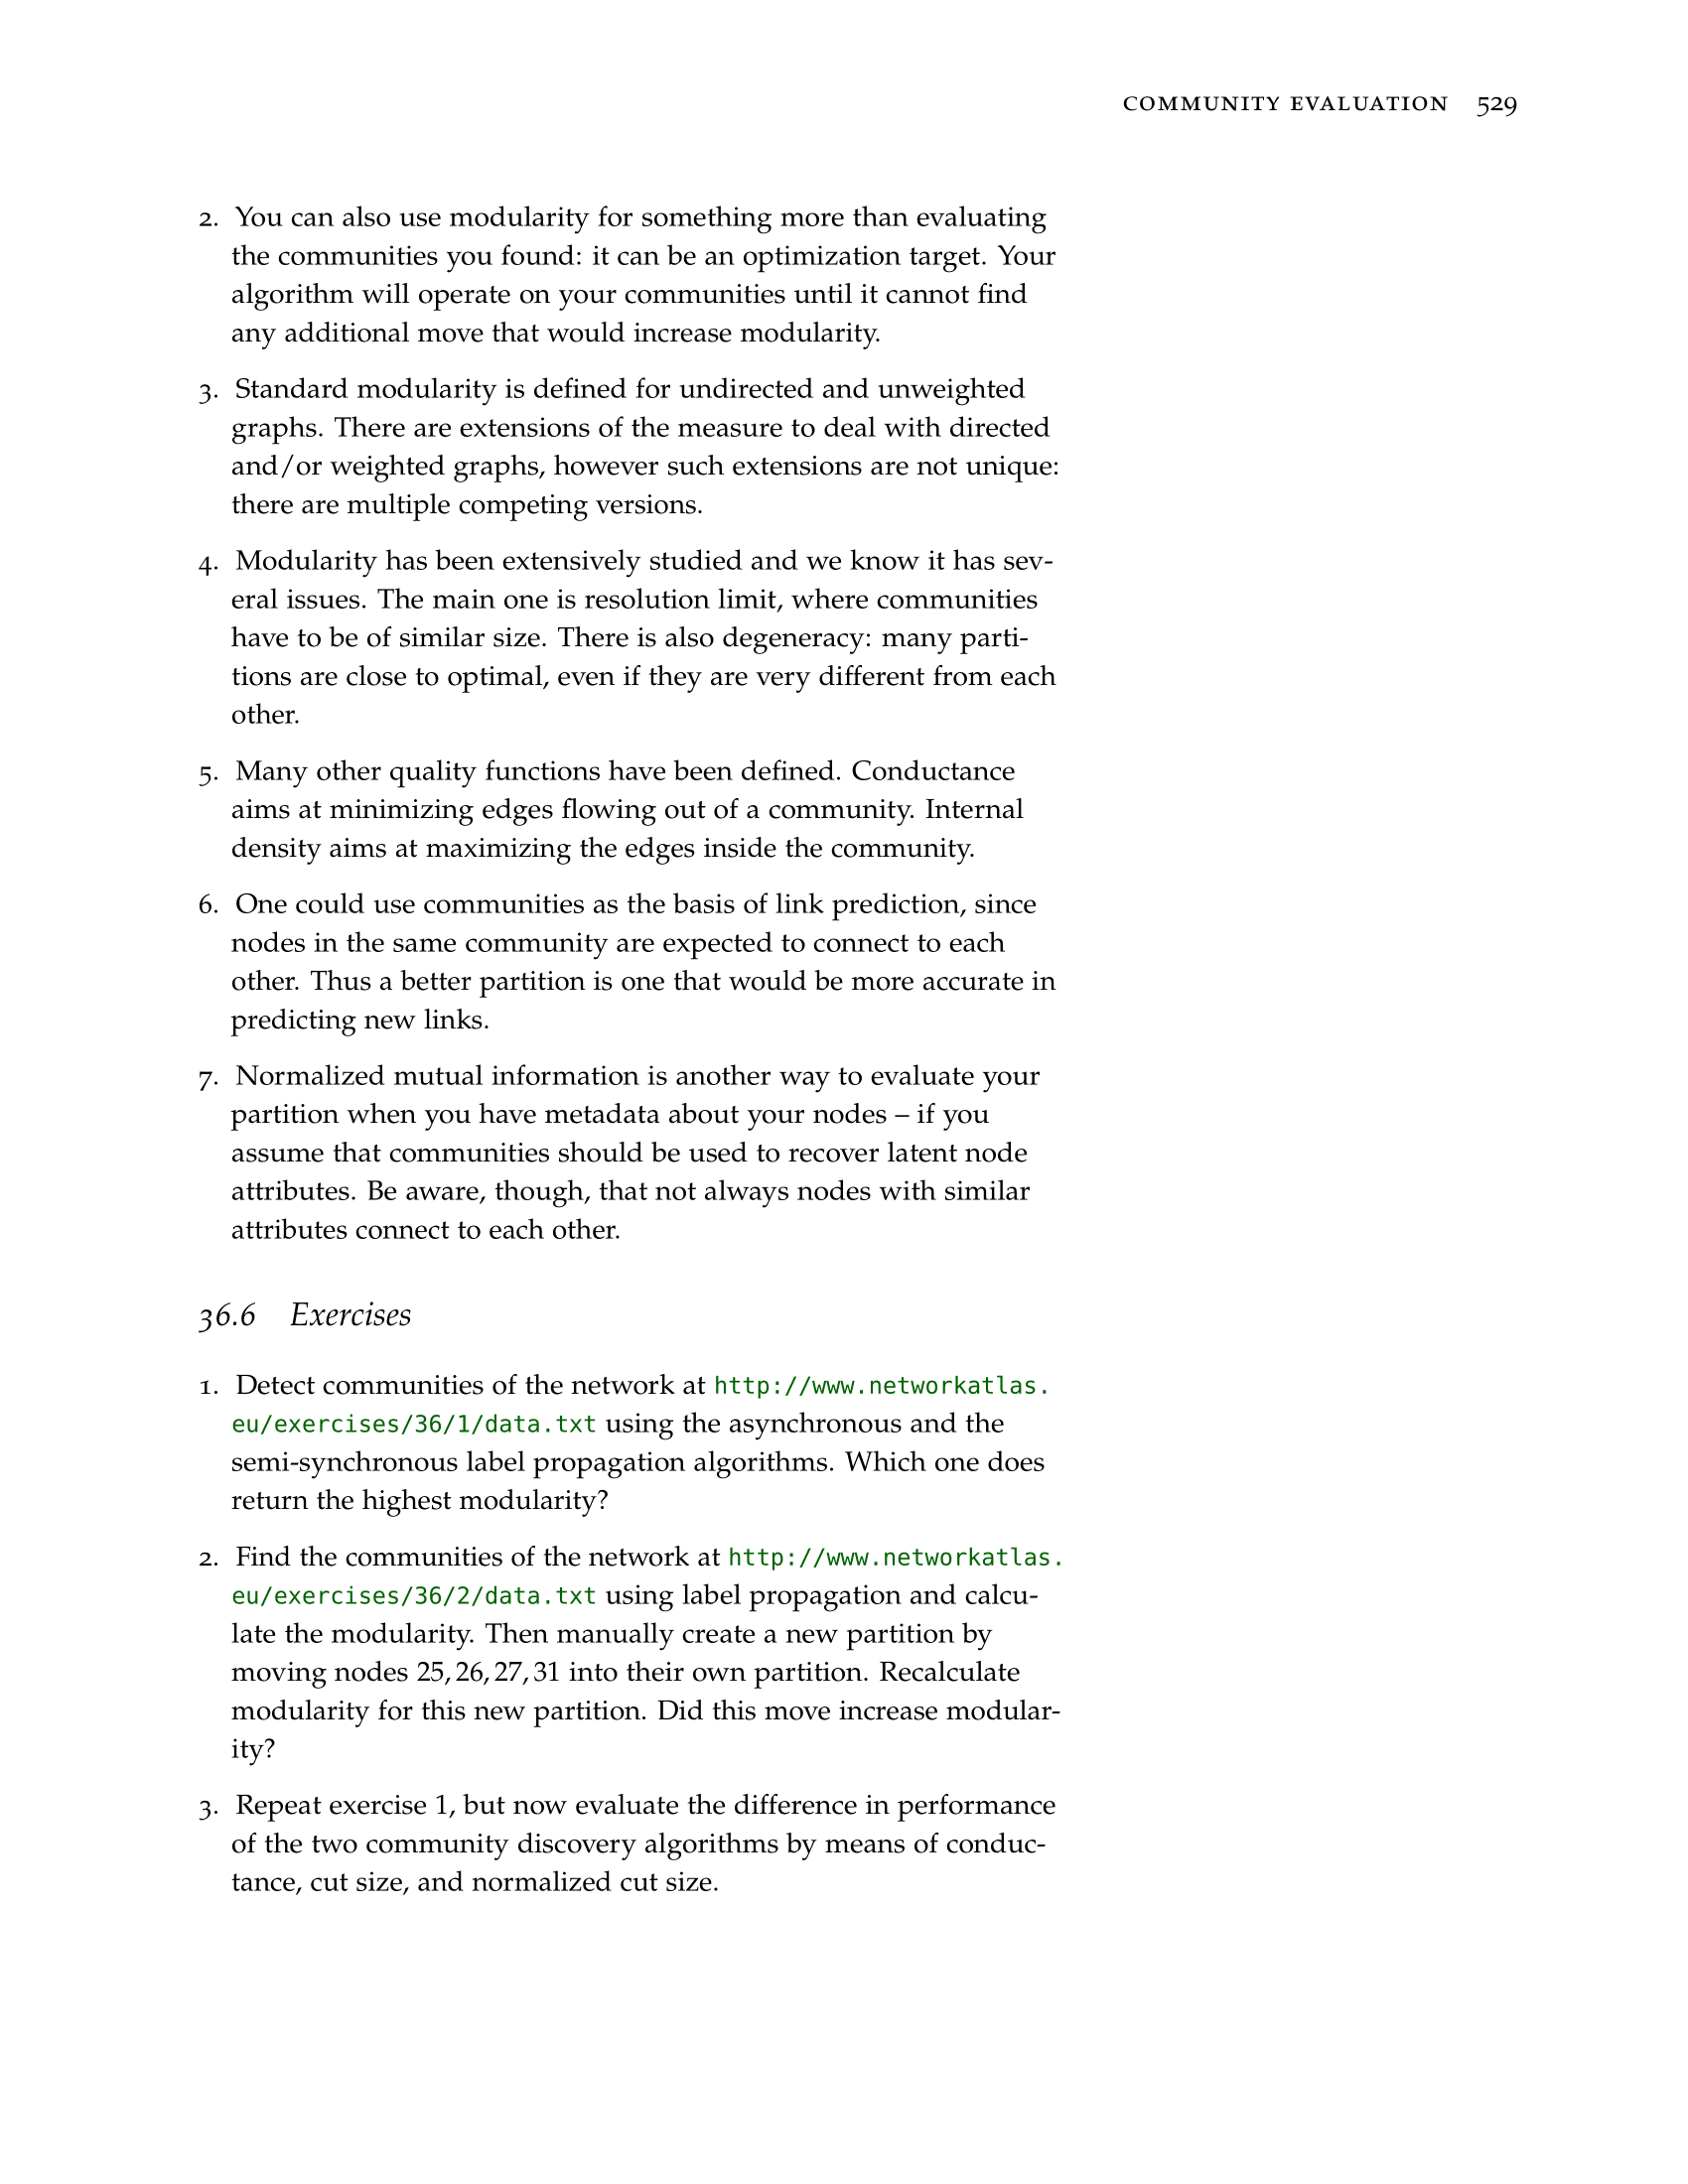 COMMUNITY EVALUATION 529
2. You can also use modularity for something more than evaluating
the communities you found: it can be an optimization target. Your
algorithm will operate on your communities until it cannot find
any additional move that would increase modularity.
3. Standard modularity is defined for undirected and unweighted
graphs. There are extensions of the measure to deal with directed
and/or weighted graphs, however such extensions are not unique:
there are multiple competing versions.
4. Modularity has been extensively studied and we know it has sev-
eral issues. The main one is resolution limit, where communities
have to be of similar size. There is also degeneracy: many parti-
tions are close to optimal, even if they are very different from each
other.
5. Many other quality functions have been defined. Conductance
aims at minimizing edges flowing out of a community. Internal
density aims at maximizing the edges inside the community.
6. One could use communities as the basis of link prediction, since
nodes in the same community are expected to connect to each
other. Thus a better partition is one that would be more accurate in
predicting new links.
7. Normalized mutual information is another way to evaluate your
partition when you have metadata about your nodes – if you
assume that communities should be used to recover latent node
attributes. Be aware, though, that not always nodes with similar
attributes connect to each other.
36.6 Exercises
1. Detect communities of the network at http://www.networkatlas.
eu/exercises/36/1/data.txt using the asynchronous and the
semi-synchronous label propagation algorithms. Which one does
return the highest modularity?
2. Find the communities of the network at http://www.networkatlas.
eu/exercises/36/2/data.txt using label propagation and calcu-
late the modularity. Then manually create a new partition by
moving nodes 25, 26, 27, 31 into their own partition. Recalculate
modularity for this new partition. Did this move increase modular-
ity?
3. Repeat exercise 1, but now evaluate the difference in performance
of the two community discovery algorithms by means of conduc-
tance, cut size, and normalized cut size.